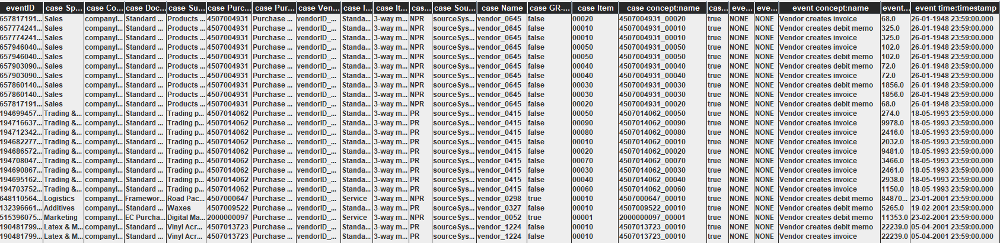 eventID case Sp... case Co... case Doc... case Su... case Purc... case Pur... case Ven... case I... case It... cas... case Sou... case Name case GR-... case Item case concept:name cas... eve... eve... event concept:name event... event time:timestamp
657817191... Sales companyI... Standard ... Products ... 4507004931 Purchase ... vendorID_... Standa... 3-way m... NPR sourceSys... vendor_0645 false 00020 4507004931_00020 true NONE NONE Vendor creates invoice 68.0 26-01-1948 23:59:00.000
657774241... Sales companyI... Standard ... Products ... 4507004931 Purchase ... vendorID_... Standa... 3-way m... NPR sourceSys... vendor_0645 false 00010 4507004931_00010 true NONE NONE Vendor creates debit memo 325.0 26-01-1948 23:59:00.000
657774241... Sales companyI... Standard ... Products ... 4507004931 Purchase ... vendorID_... Standa... 3-way m... NPR sourceSys... vendor_0645 false 00010 4507004931_00010 true NONE NONE Vendor creates invoice 325.0 26-01-1948 23:59:00.000
657946040... Sales companyI... Standard ... Products ... 4507004931 Purchase ... vendorID_... Standa... 3-way m... NPR sourceSys... vendor_0645 false 00050 4507004931_00050 true NONE NONE Vendor creates invoice 102.0 26-01-1948 23:59:00.000
657946040... Sales companyI... Standard ... Products ... 4507004931 Purchase ... vendorID_... Standa... 3-way m... NPR sourceSys... vendor_0645 false 00050 4507004931_00050 true NONE NONE Vendor creates debit memo 102.0 26-01-1948 23:59:00.000
657903090... Sales companyI... Standard ... Products ... 4507004931 Purchase ... vendorID_... Standa... 3-way m... NPR sourceSys... vendor_0645 false 00040 4507004931_00040 true NONE NONE Vendor creates debit memo 72.0 26-01-1948 23:59:00.000
657903090... Sales companyI... Standard ... Products ... 4507004931 Purchase ... vendorID_... Standa... 3-way m... NPR sourceSys... vendor_0645 false 00040 4507004931_00040 true NONE NONE Vendor creates invoice 72.0 26-01-1948 23:59:00.000
657860140... Sales companyI... Standard ... Products ... 4507004931 Purchase ... vendorID_... Standa... 3-way m... NPR sourceSys... vendor_0645 false 00030 4507004931_00030 true NONE NONE Vendor creates debit memo 1856.0 26-01-1948 23:59:00.000
657860140... Sales companyI... Standard ... Products ... 4507004931 Purchase ... vendorID_... Standa... 3-way m... NPR sourceSys... vendor_0645 false 00030 4507004931_00030 true NONE NONE Vendor creates invoice 1856.0 26-01-1948 23:59:00.000
657817191... Sales companyI... Standard ... Products ... 4507004931 Purchase ... vendorID_... Standa... 3-way m... NPR sourceSys... vendor_0645 false 00020 4507004931_00020 true NONE NONE Vendor creates debit memo 68.0 26-01-1948 23:59:00.000
194699457... Trading &... companyI... Standard ... Trading p... 4507014062 Purchase ... vendorID_... Standa... 3-way m... PR sourceSys... vendor_0415 false 00050 4507014062_00050 true NONE NONE Vendor creates invoice 274.0 18-05-1993 23:59:00.000
194716637... Trading &... companyI... Standard ... Trading p... 4507014062 Purchase ... vendorID_... Standa... 3-way m... PR sourceSys... vendor_0415 false 00090 4507014062_00090 true NONE NONE Vendor creates invoice 9978.0 18-05-1993 23:59:00.000
194712342... Trading &... companyI... Standard ... Trading p... 4507014062 Purchase ... vendorID_... Standa... 3-way m... PR sourceSys... vendor_0415 false 00080 4507014062_00080 true NONE NONE Vendor creates invoice 2416.0 18-05-1993 23:59:00.000
194682277... Trading &... companyI... Standard ... Trading p... 4507014062 Purchase ... vendorID_... Standa... 3-way m... PR sourceSys... vendor_0415 false 00010 4507014062_00010 true NONE NONE Vendor creates invoice 2032.0 18-05-1993 23:59:00.000
194686572... Trading &... companyI... Standard ... Trading p... 4507014062 Purchase ... vendorID_... Standa... 3-way m... PR sourceSys... vendor_0415 false 00020 4507014062_00020 true NONE NONE Vendor creates invoice 9481.0 18-05-1993 23:59:00.000
194708047... Trading &... companyI... Standard ... Trading p... 4507014062 Purchase ... vendorID_... Standa... 3-way m... PR sourceSys... vendor_0415 false 00070 4507014062_00070 true NONE NONE Vendor creates invoice 3466.0 18-05-1993 23:59:00.000
194690867... Trading &... companyI... Standard ... Trading p... 4507014062 Purchase ... vendorID_... Standa... 3-way m... PR sourceSys... vendor_0415 false 00030 4507014062_00030 true NONE NONE Vendor creates invoice 2461.0 18-05-1993 23:59:00.000
194695162... Trading &... companyI... Standard ... Trading p... 4507014062 Purchase ... vendorID_... Standa... 3-way m... PR sourceSys... vendor_0415 false 00040 4507014062_00040 true NONE NONE Vendor creates invoice 2938.0 18-05-1993 23:59:00.000
194703752... Trading &... companyI... Standard ... Trading p... 4507014062 Purchase ... vendorID_... Standa... 3-way m... PR sourceSys... vendor_0415 false 00060 4507014062_00060 true NONE NONE Vendor creates invoice 1150.0 18-05-1993 23:59:00.000
648110564... Logistics companyI... Framewor... Road Pac... 4507000647 Purchase ... vendorID_... Service 3-way m... NPR sourceSys... vendor_0298 true 00010 4507000647_00010 true NONE NONE Vendor creates debit memo 84870... 23-01-2001 23:59:00.000
132396661... Additives companyI... Standard ... Waxes 4507009522 Purchase ... vendorID_... Standa... 3-way m... PR sourceSys... vendor_0327 false 00010 4507009522_00010 true NONE NONE Vendor creates debit memo 5265.0 19-02-2001 23:59:00.000
515396075... Marketing companyI... EC Purcha... Digital Ma... 2000000097 Purchase ... vendorID_... Service 3-way m... NPR sourceSys... vendor_0052 true 00001 2000000097_00001 true NONE NONE Vendor creates debit memo 11353.0 23-02-2001 23:59:00.000
190481799... Latex & M... companyI... Standard ... Vinyl Acr... 4507013723 Purchase ... vendorID_... Standa... 3-way m... PR sourceSys... vendor_1224 false 00010 4507013723_00010 true NONE NONE Vendor creates debit memo 22239.0 05-04-2001 23:59:00.000
190481799... Latex & M... companyI... Standard ... Vinyl Acr... 4507013723 Purchase ... vendorID_... Standa... 3-way m... PR sourceSys... vendor_1224 false 00010 4507013723_00010 true NONE NONE Vendor creates invoice 22239.0 05-04-2001 23:59:00.000